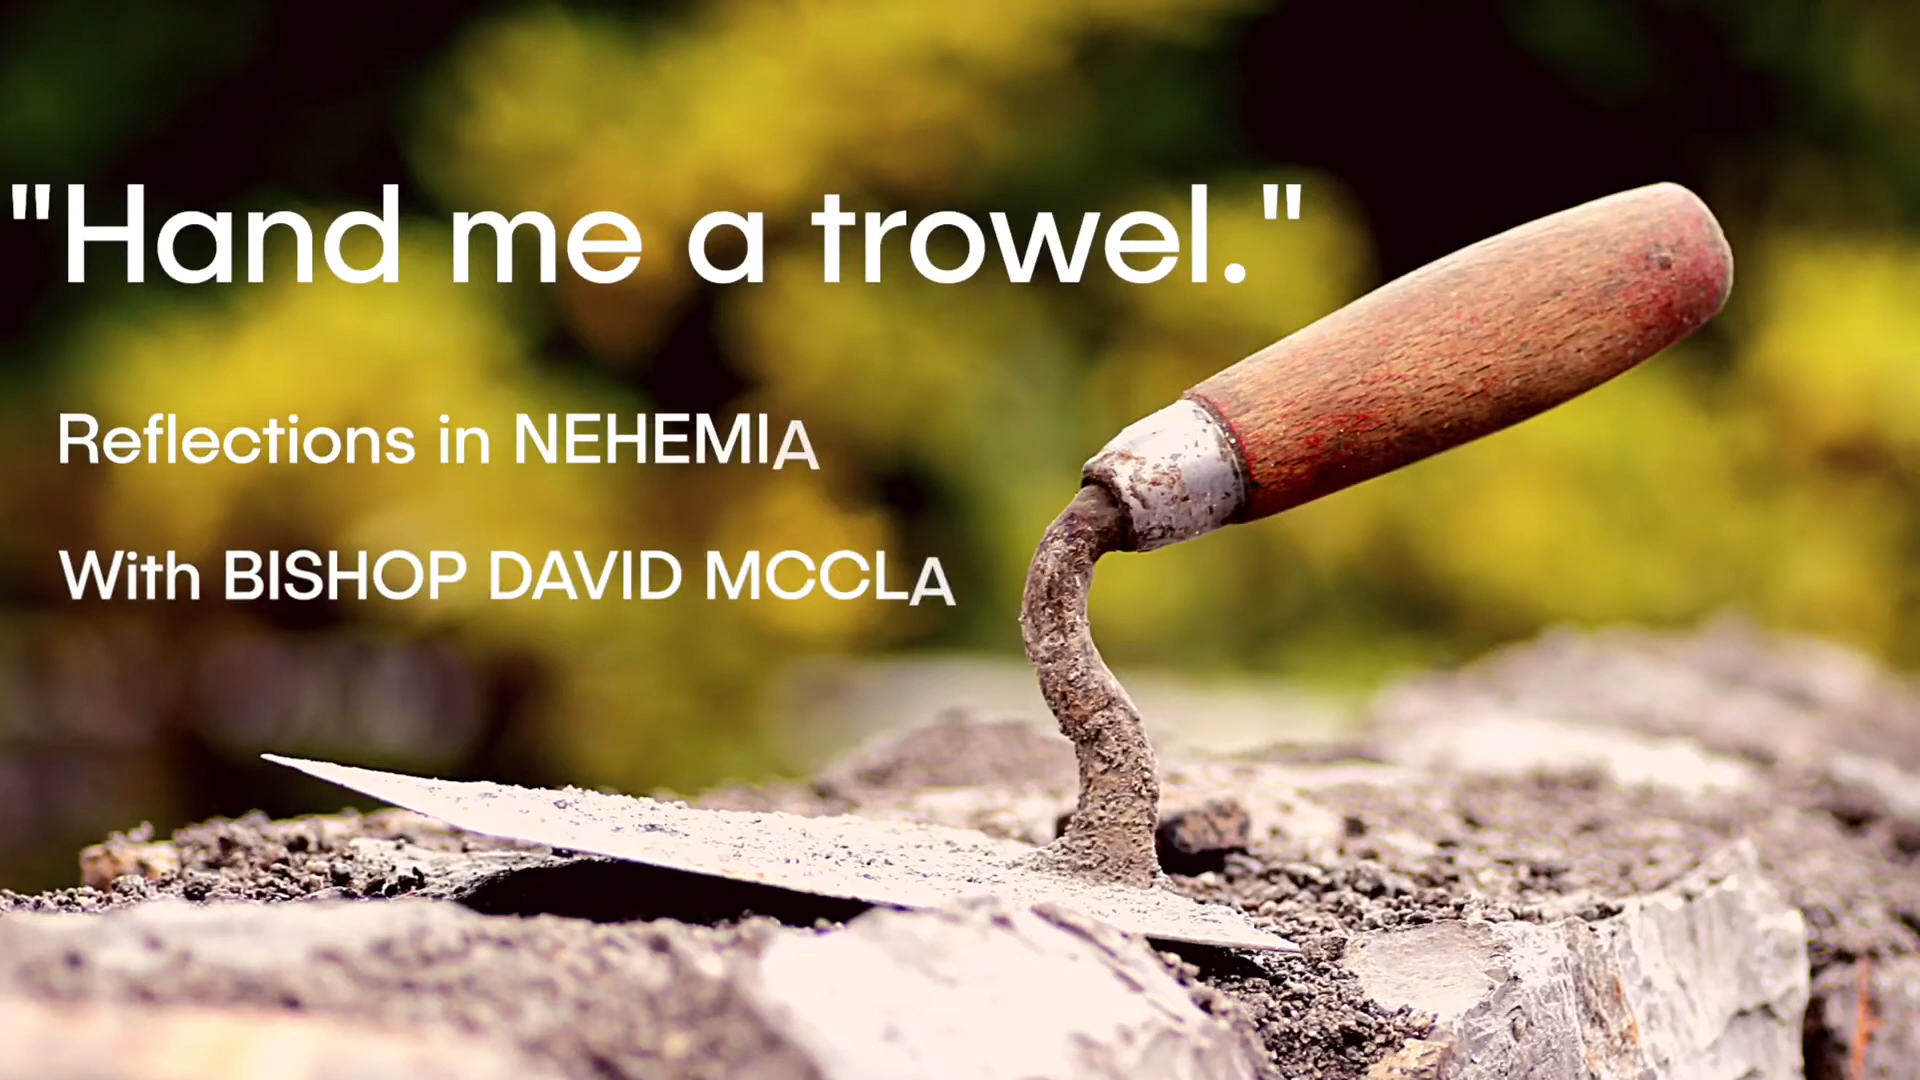 "Hand me a trowel."
Reflections in NEHEMIA
With BISHOP DAVID MCCLA